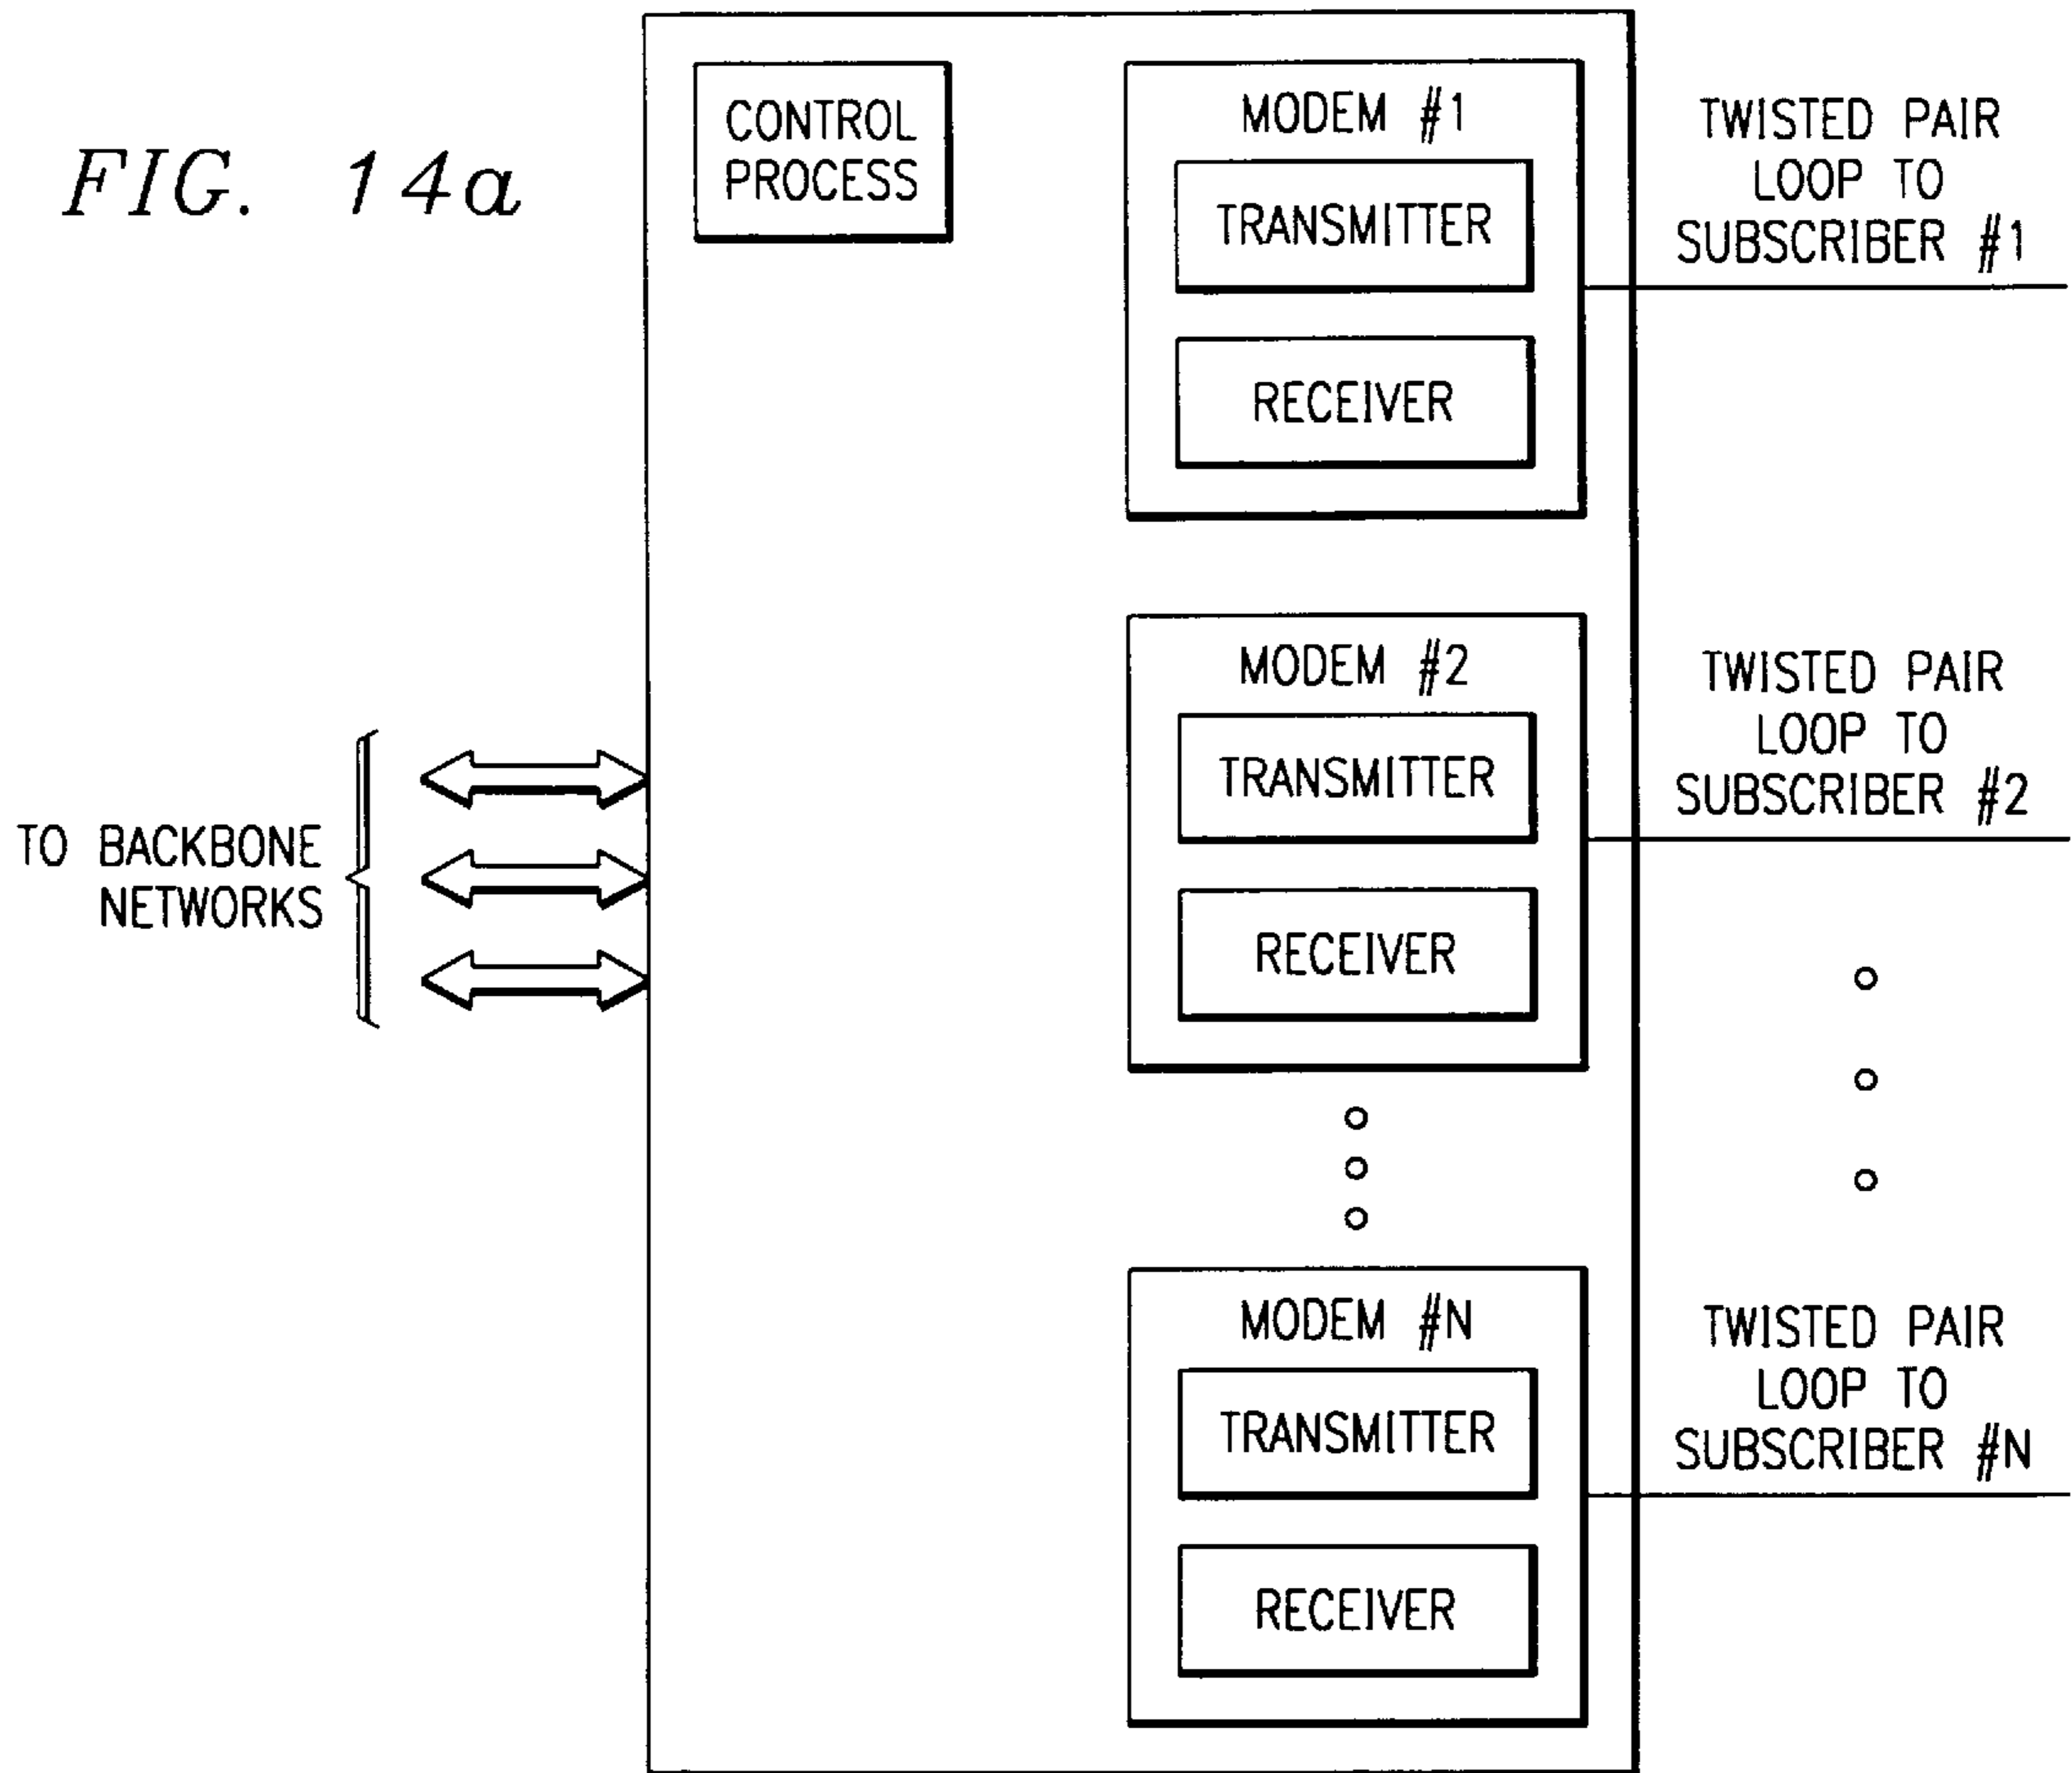 FIG. 14a
CONTROL
PROCESS
MODEM #1
TRANSMITTER
RECEIVER
TWISTED PAIR
LOOP TO
SUBSCRIBER #1
MODEM #2
TRANSMITTER
RECEIVER
TWISTED PAIR
LOOP TO
SUBSCRIBER #2
TO BACKBONE
NETWORKS
MODEM #N
TRANSMITTER
RECEIVER
TWISTED PAIR
LOOP TO
SUBSCRIBER #N